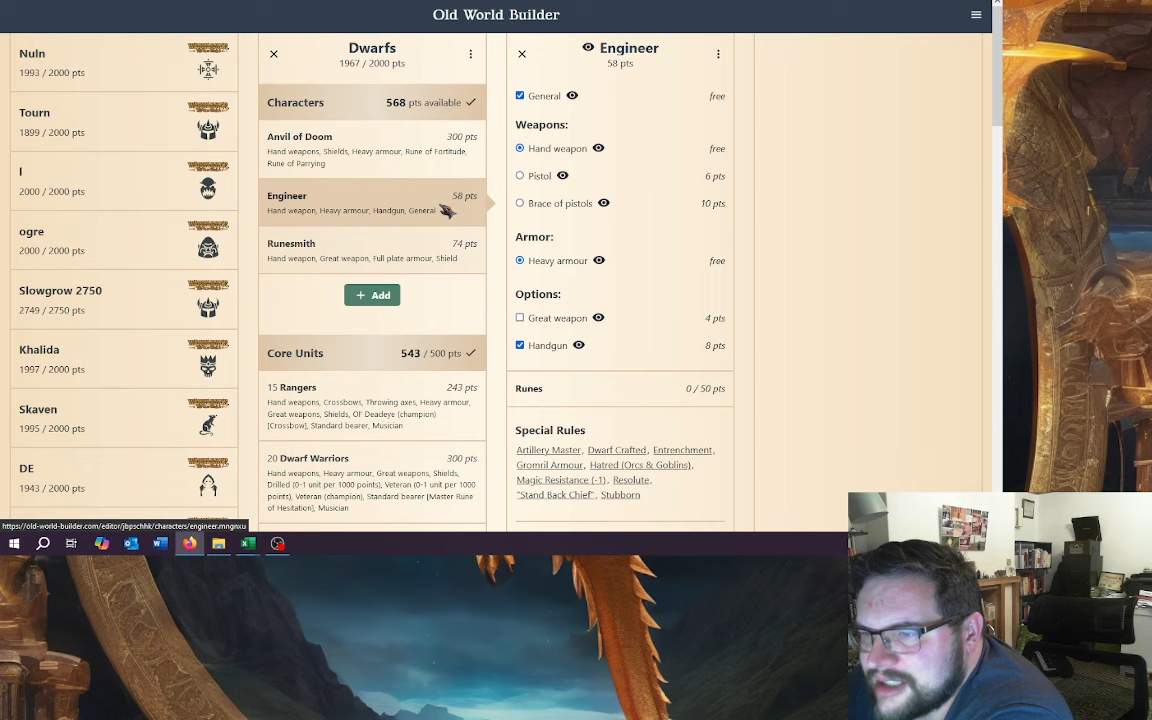 Old World Builder
Nuln
1993 / 2000 pts
Tourn
1899 / 2000 pts
I
2000 / 2000 pts
ogre
2000 / 2000 pts
Slowgrow 2750
2749 / 2750 pts
Khalida
1997 / 2000 pts
Skaven
1995 / 2000 pts
DE
1943 / 2000 pts
Dwarfs
1967 / 2000 pts
Characters 568 pts available
Anvil of Doom 300 pts
Hand weapons, Shields, Heavy armour, Rune of Fortitude,
Rune of Parrying
Engineer 58 pts
Hand weapon, Heavy armour, Handgun, General
Runesmith 74 pts
Hand weapon, Great weapon, Full plate armour, Shield
+ Add
Core Units 543 / 500 pts
15 Rangers 243 pts
Hand weapons, Crossbows, Throwing axes, Heavy armour,
Great weapons, Shields, Ol' Deadeye (champion)
[Crossbow], Standard bearer, Musician
20 Dwarf Warriors 300 pts
Hand weapons, Heavy armour, Great weapons, Shields,
Drilled (0-1 unit per 1000 points), Veteran (0-1 unit per
1000 points), Veteran (champion), Standard bearer [Master Rune
of Hesitation], Musician
Engineer
58 pts
General free
Weapons:
Hand weapon free
Pistol 6 pts
Brace of pistols 10 pts
Armor:
Heavy armour free
Options:
Great weapon 4 pts
Handgun 8 pts
Runes 0 / 50 pts
Special Rules
Artillery Master, Dwarf Crafted, Entrenchment,
Gromril Armour, Hatred (Orcs & Goblins),
Magic Resistance (-1), Resolute,
"Stand Back Chief", Stubborn
https://old-world-builder.com/editor/jbpschhk/characters/engineer.mngnxu